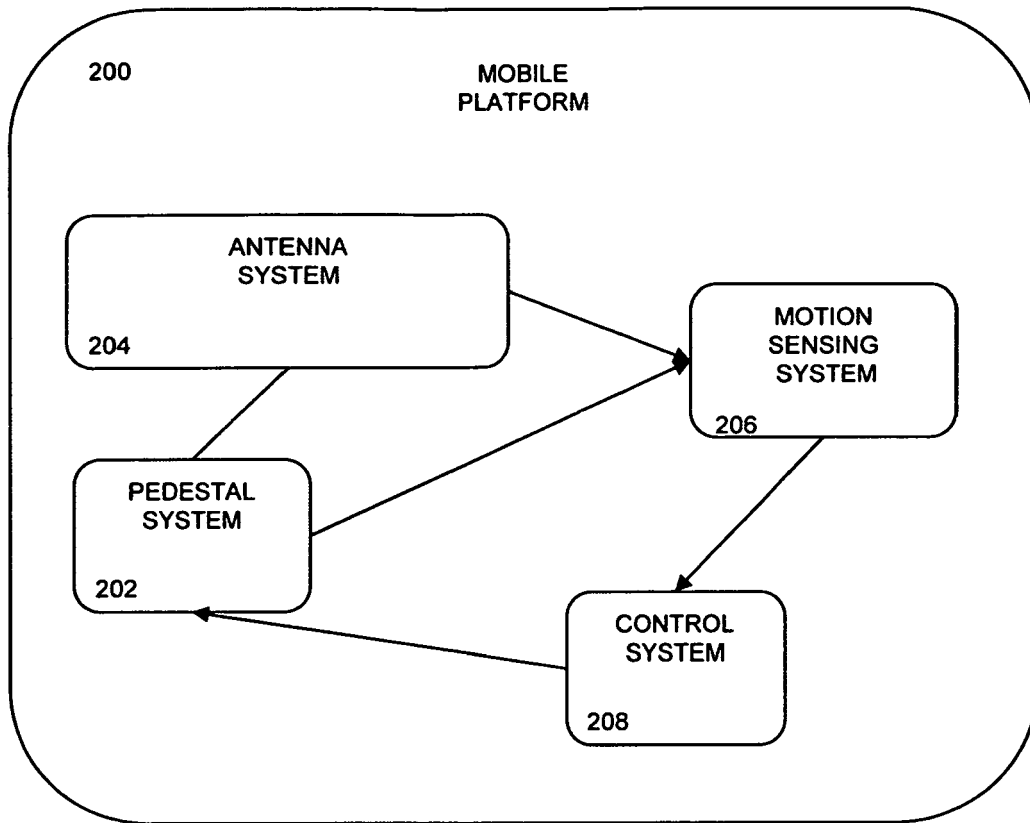 200
MOBILE
PLATFORM
ANTENNA
SYSTEM
204
MOTION
SENSING
SYSTEM
206
PEDESTAL
SYSTEM
202
CONTROL
SYSTEM
208